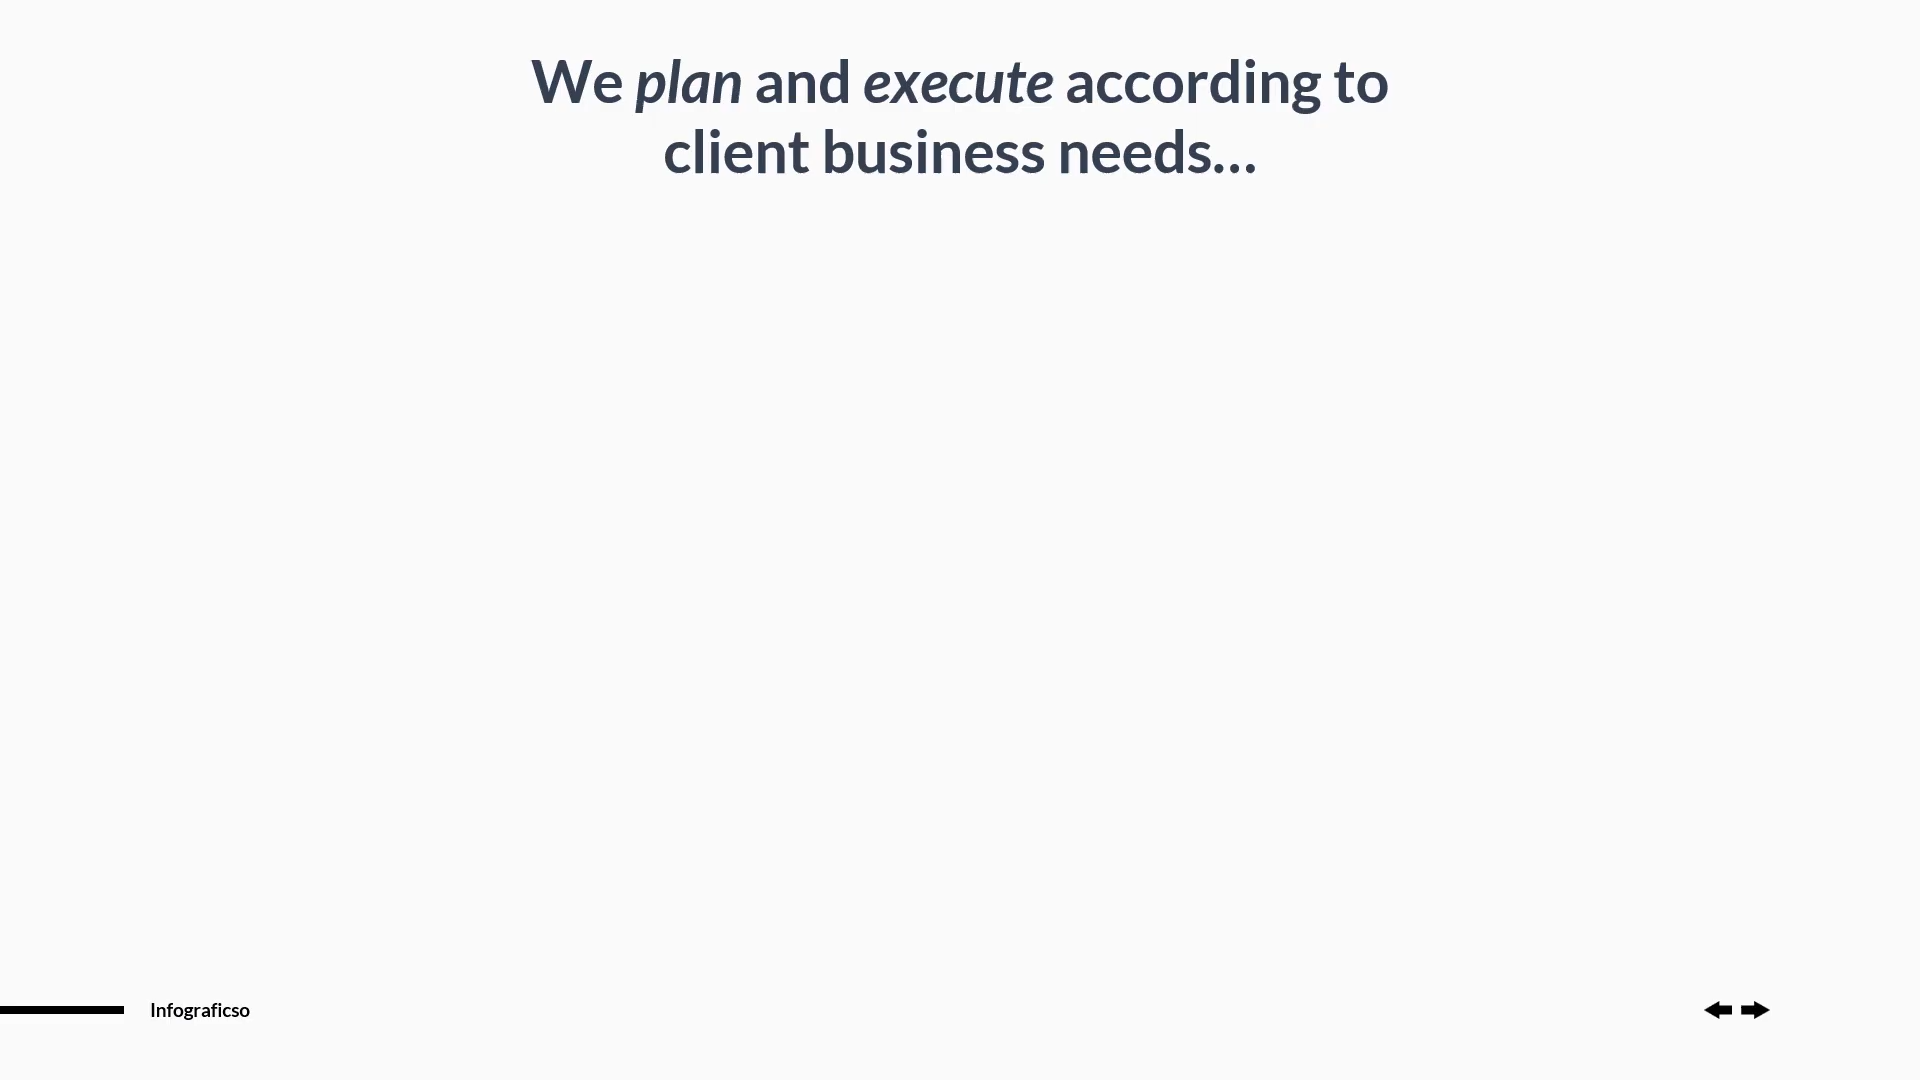 We plan and execute according to
client business needs...
Infograficso